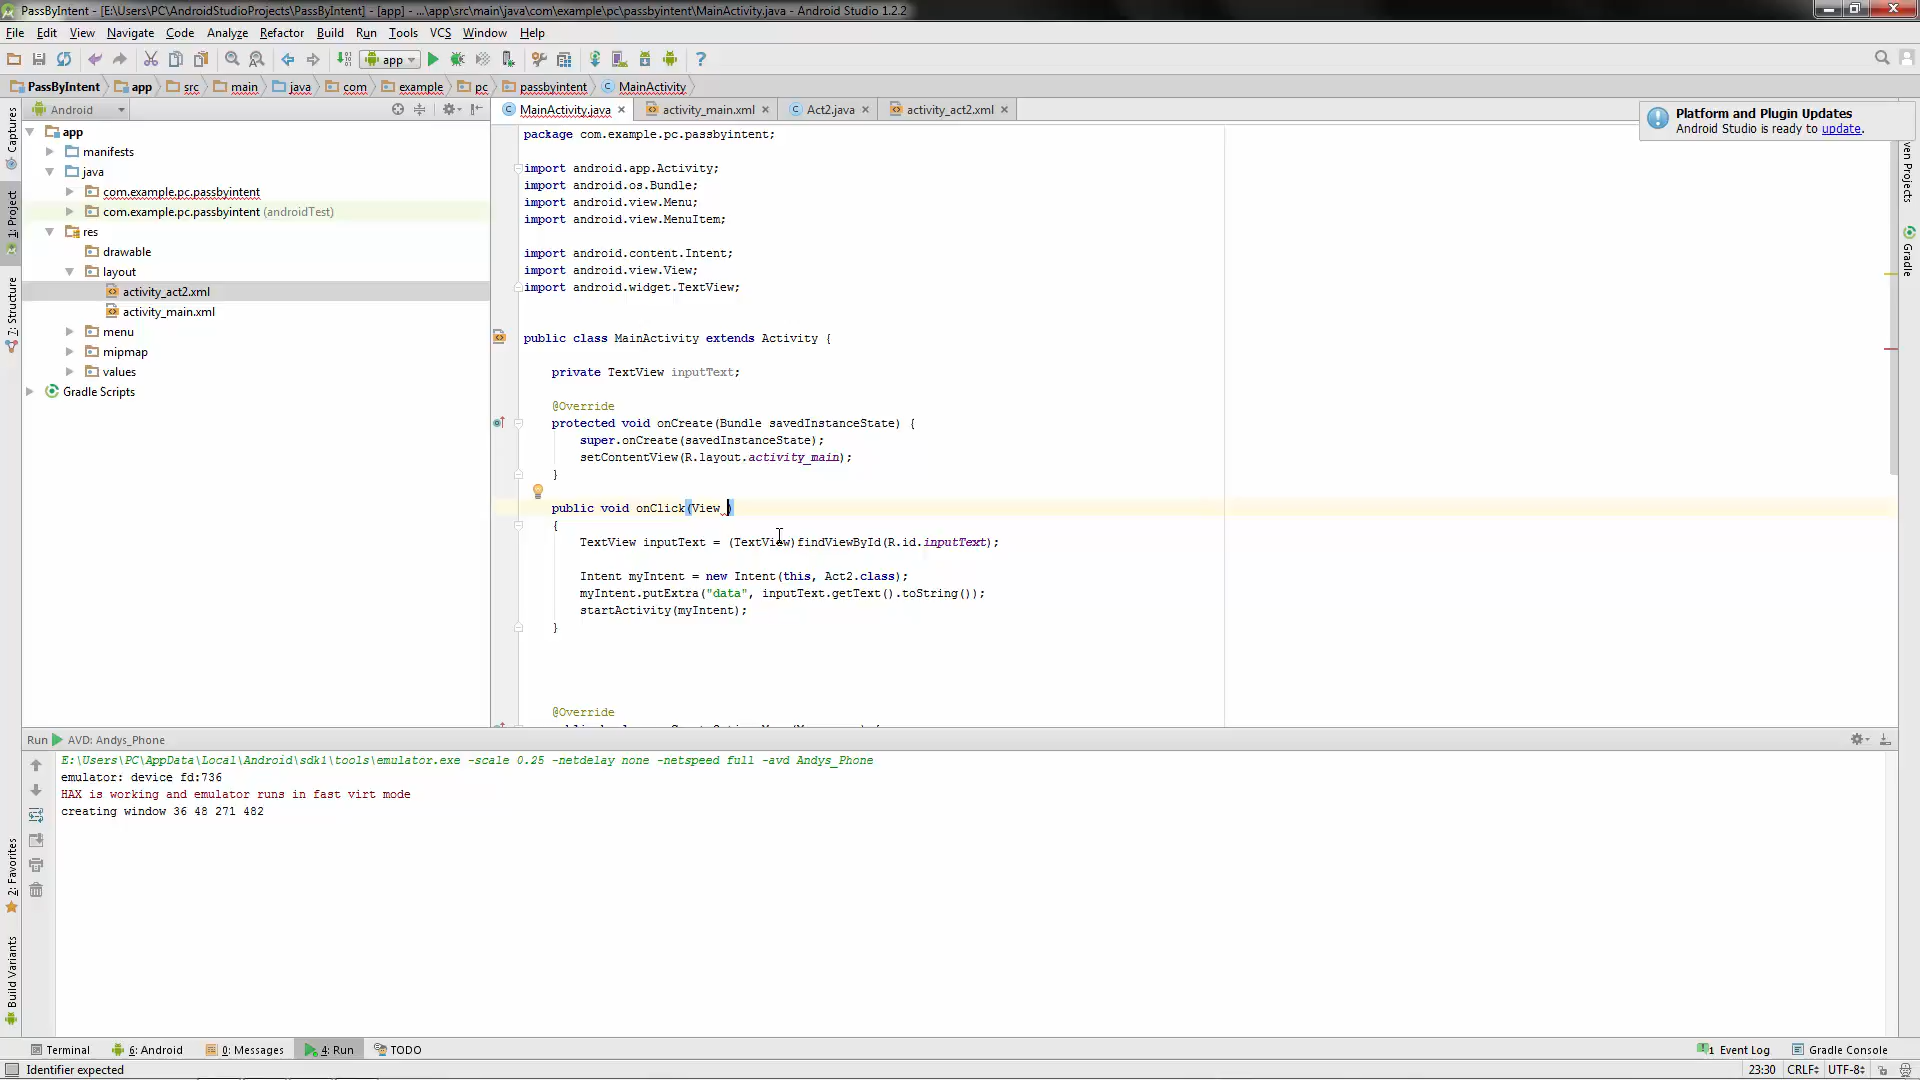 PassByIntent - [E:\Users\PC\AndroidStudioProjects\PassByIntent] - [app] - ...\app\src\main\java\com\example\pc\passbyintent\MainActivity.java - Android Studio 1.2.2
File Edit View Navigate Code Analyze Refactor Build Run Tools VCS Window Help
app
PassByIntent app src main java com example pc passbyintent MainActivity
Android
MainActivity.java activity_main.xml Act2.java activity_act2.xml
Platform and Plugin Updates
Android Studio is ready to update.
Captures
1: Project
7: Structure
2: Favorites
Build Variants
app
manifests
java
com.example.pc.passbyintent
com.example.pc.passbyintent (androidTest)
res
drawable
layout
activity_act2.xml
activity_main.xml
menu
mipmap
values
Gradle Scripts
package com.example.pc.passbyintent;
import android.app.Activity;
import android.os.Bundle;
import android.view.Menu;
import android.view.MenuItem;
import android.content.Intent;
import android.view.View;
import android.widget.TextView;
public class MainActivity extends Activity {
private TextView inputText;
@Override
protected void onCreate(Bundle savedInstanceState) {
super.onCreate(savedInstanceState);
setContentView(R.layout.activity_main);
}
public void onClick(View )
{
TextView inputText = (TextView)findViewById(R.id.inputText);
Intent myIntent = new Intent(this, Act2.class);
myIntent.putExtra("data", inputText.getText().toString());
startActivity(myIntent);
}
@Override
ven Projects
Gradle
Run AVD: Andys_Phone
E:\Users\PC\AppData\Local\Android\sdk1\tools\emulator.exe -scale 0.25 -netdelay none -netspeed full -avd Andys_Phone
emulator: device fd:736
HAX is working and emulator runs in fast virt mode
creating window 36 48 271 482
Terminal 6: Android 0: Messages 4: Run TODO
1 Event Log Gradle Console
Identifier expected
23:30 CRLF UTF-8